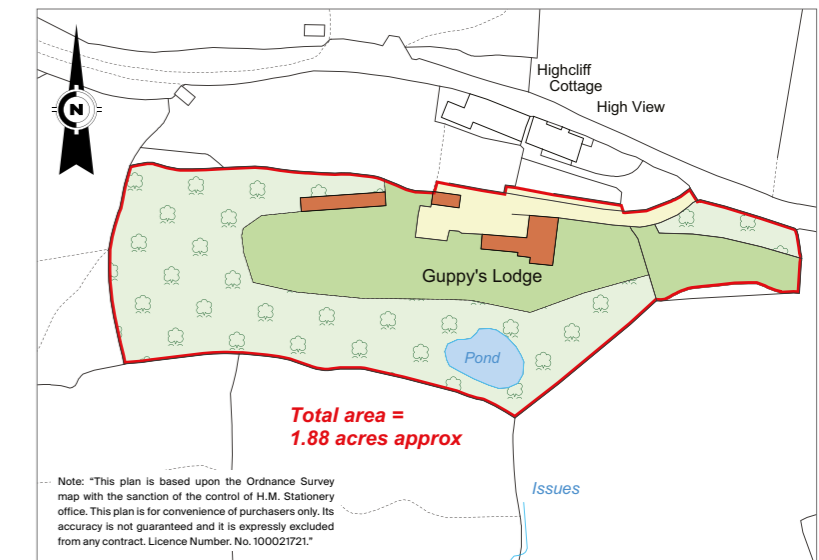 Highcliff
Cottage
High View
N
Guppy's Lodge
Pond
Total area =
1.88 acres approx
Issues
Note: “This plan is based upon the Ordnance Survey
map with the sanction of the control of H.M. Stationery
office. This plan is for convenience of purchasers only. Its
accuracy is not guaranteed and it is expressly excluded
from any contract. Licence Number. No. 100021721.”